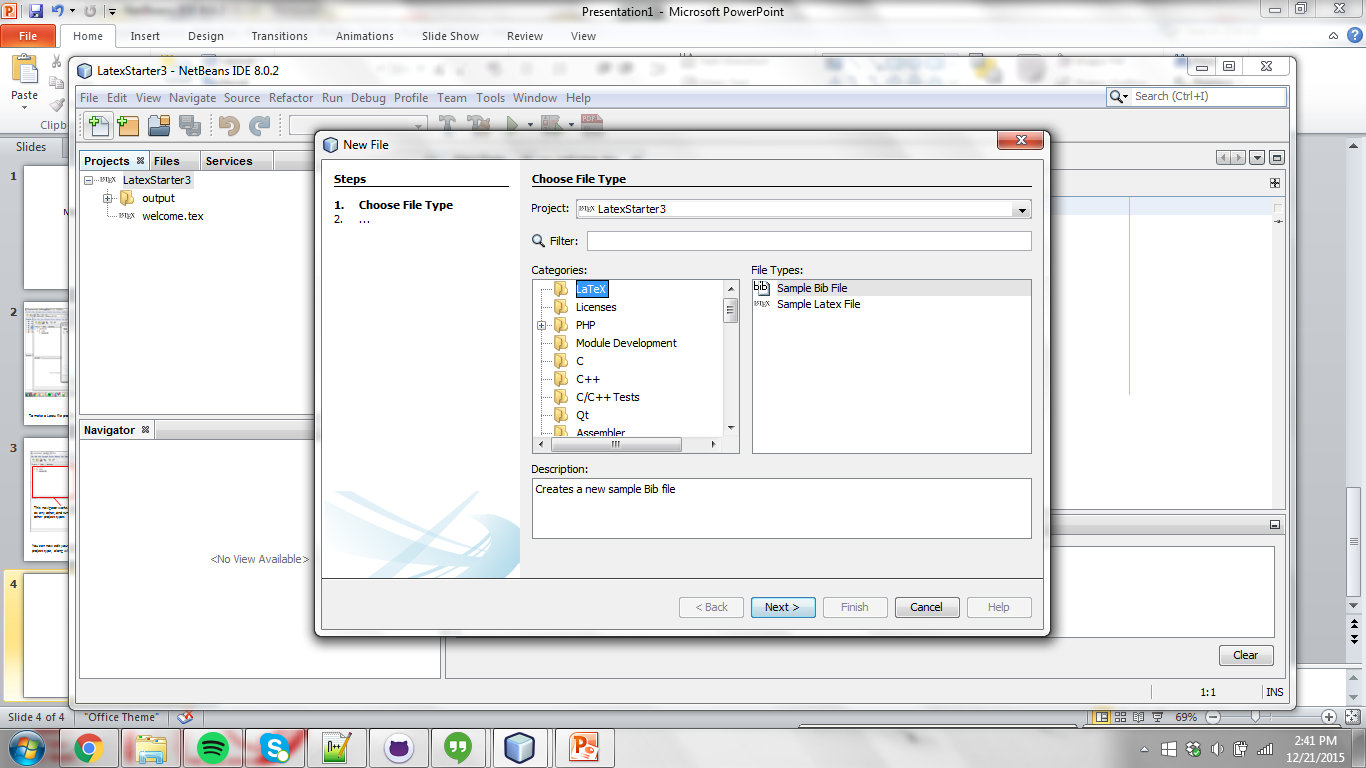 Presentation1 - Microsoft PowerPoint
File Home Insert Design Transitions Animations Slide Show Review View
Paste
Clipb
Slides
1
2
3
4
LatexStarter3 - NetBeans IDE 8.0.2
File Edit View Navigate Source Refactor Run Debug Profile Team Tools Window Help
Search (Ctrl+I)
Projects Files Services
LatexStarter3
output
welcome.tex
Navigator
<No View Available>
New File
Steps
1. Choose File Type
2. ...
Choose File Type
Project: LatexStarter3
Filter:
Categories:
LaTeX
Licenses
PHP
Module Development
C
C++
C/C++ Tests
Qt
Assembler
File Types:
Sample Bib File
Sample Latex File
Description:
Creates a new sample Bib file
< Back Next > Finish Cancel Help
Clear
1:1 INS
Slide 4 of 4 "Office Theme" 69%
2:41 PM
12/21/2015